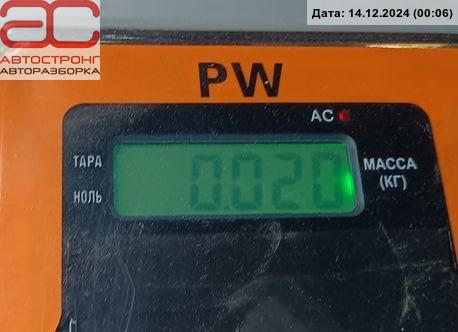 Дата: 14.12.2024 (00:06)
АС
АВТОСТРОНГ
АВТОРАЗБОРКА
PW
AC
ТАРА
НОЛЬ
0.020
МАССА
(КГ)